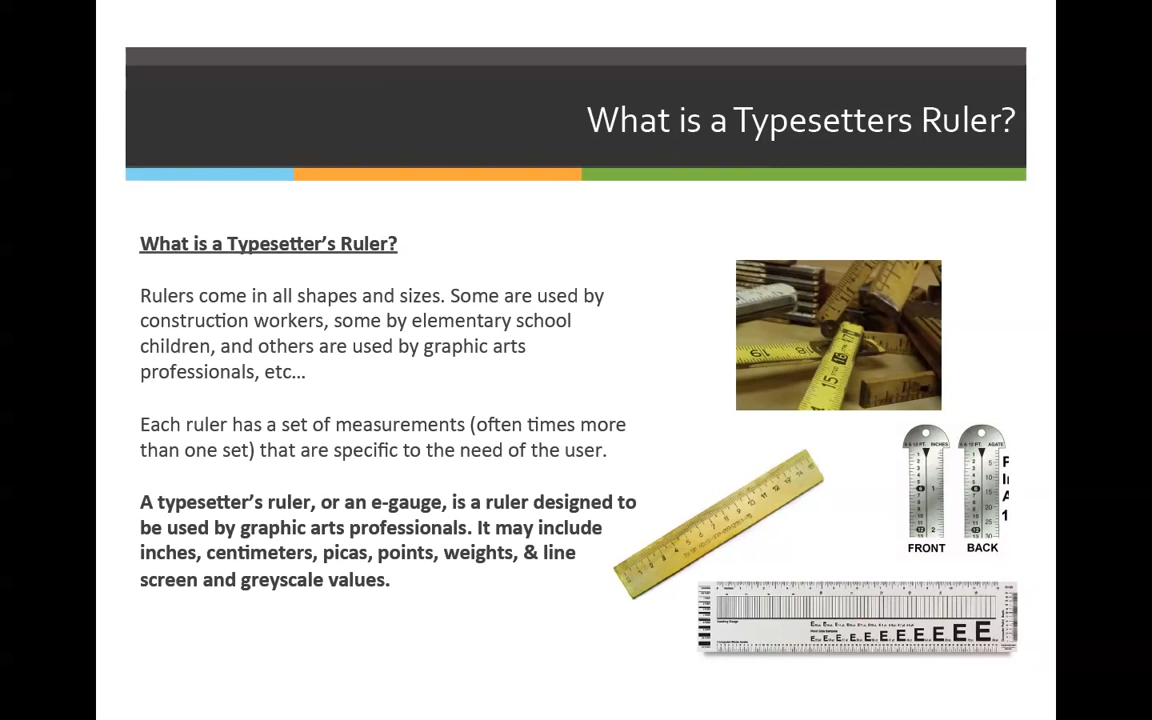 What is a Typesetters Ruler?
What is a Typesetter's Ruler?
Rulers come in all shapes and sizes. Some are used by
construction workers, some by elementary school
children, and others are used by graphic arts
professionals, etc...
Each ruler has a set of measurements (often times more
than one set) that are specific to the need of the user.
A typesetter's ruler, or an e-gauge, is a ruler designed to
be used by graphic arts professionals. It may include
inches, centimeters, picas, points, weights, & line
screen and greyscale values.
15
INCHES
AGATE
FRONT
BACK
E E E E E E E E E E